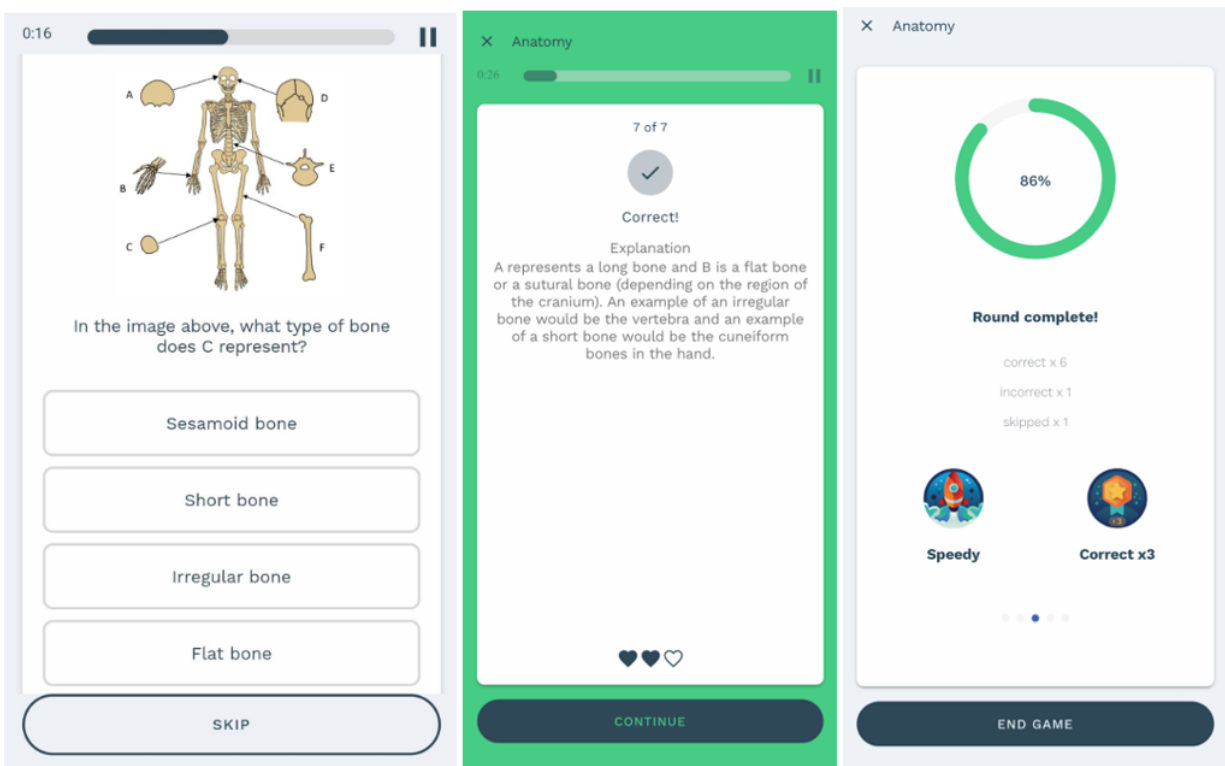 0:16
A
D
E
B
C
F
In the image above, what type of bone
does C represent?
Sesamoid bone
Short bone
Irregular bone
Flat bone
SKIP
Anatomy
0:26
7 of 7
Correct!
Explanation
A represents a long bone and B is a flat bone
or a sutural bone (depending on the region of
the cranium). An example of an irregular
bone would be the vertebra and an example
of a short bone would be the cuneiform
bones in the hand.
CONTINUE
Anatomy
86%
Round complete!
correct x 6
incorrect x 1
skipped x 1
x3
Speedy
Correct x3
END GAME